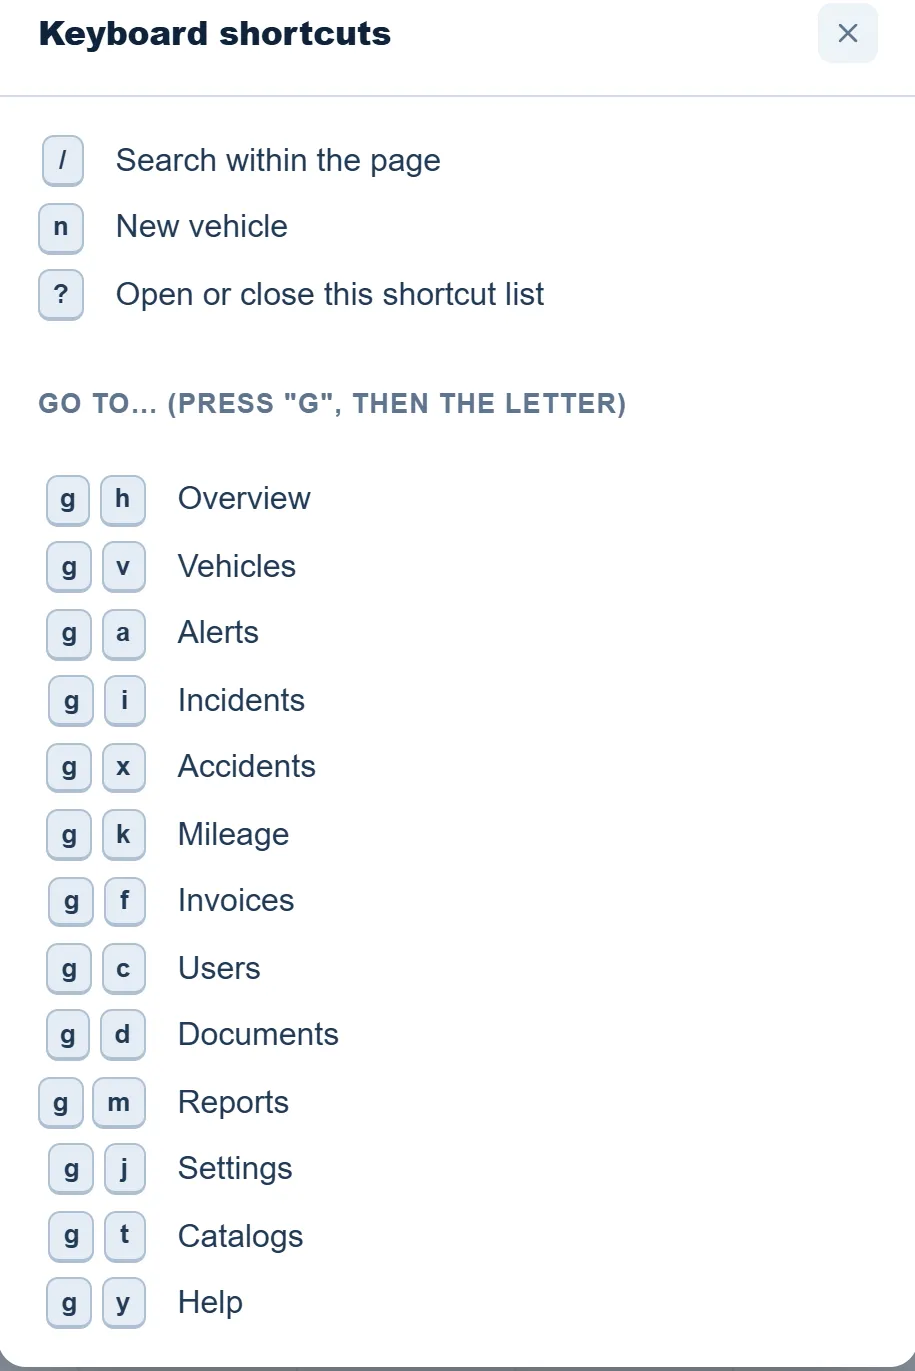 Keyboard shortcuts
/ Search within the page
n New vehicle
? Open or close this shortcut list
GO TO... (PRESS "G", THEN THE LETTER)
g h Overview
g v Vehicles
g a Alerts
g i Incidents
g x Accidents
g k Mileage
g f Invoices
g c Users
g d Documents
g m Reports
g j Settings
g t Catalogs
g y Help